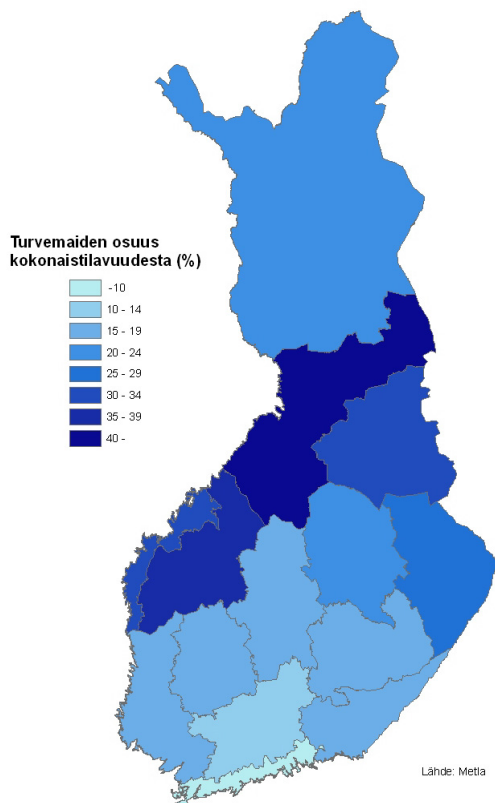 Turvemaiden osuus
kokonaistilavuudesta (%)
-10
10 - 14
15 - 19
20 - 24
25 - 29
30 - 34
35 - 39
40 -
Lähde: Metla